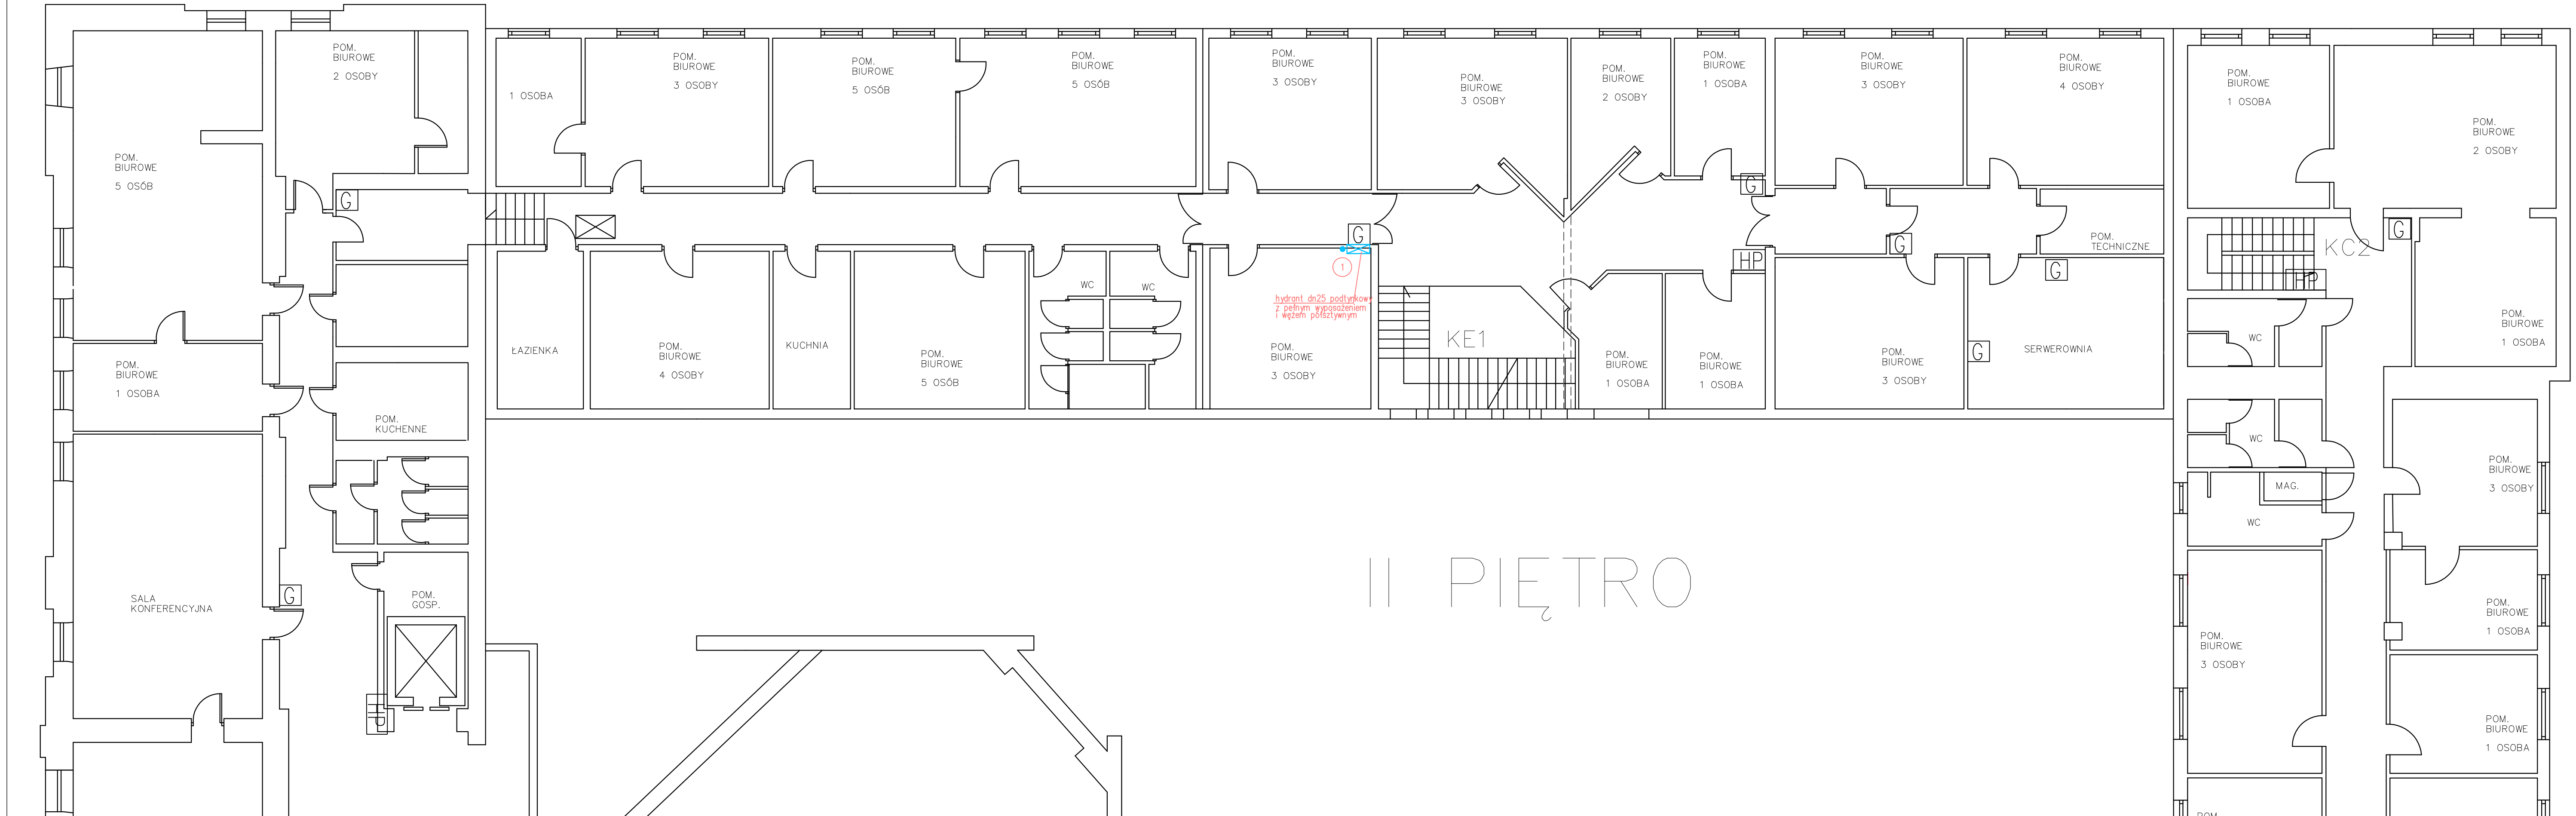 POM.
BIUROWE
2 OSOBY
POM.
BIUROWE
5 OSÓB
G
POM.
BIUROWE
1 OSOBA
POM.
KUCHENNE
SALA
KONFERENCYJNA
G
POM.
GOSP.
HP
1 OSOBA
POM.
BIUROWE
3 OSOBY
POM.
BIUROWE
5 OSÓB
POM.
BIUROWE
5 OSÓB
POM.
BIUROWE
3 OSOBY
POM.
BIUROWE
3 OSOBY
POM.
BIUROWE
2 OSOBY
POM.
BIUROWE
1 OSOBA
POM.
BIUROWE
3 OSOBY
POM.
BIUROWE
4 OSOBY
G
G
HP
G
POM.
TECHNICZNE
G
1
hydrant dn25 podtynkowy
z pełnym wyposażeniem
i wężem półsztywnym
ŁAZIENKA
POM.
BIUROWE
4 OSOBY
KUCHNIA
POM.
BIUROWE
5 OSÓB
WC
WC
POM.
BIUROWE
3 OSOBY
KE1
POM.
BIUROWE
1 OSOBA
POM.
BIUROWE
1 OSOBA
POM.
BIUROWE
3 OSOBY
G
SERWEROWNIA
II PIĘTRO
POM.
BIUROWE
1 OSOBA
POM.
BIUROWE
2 OSOBY
G
KC2
HP
POM.
BIUROWE
1 OSOBA
WC
WC
MAG.
WC
POM.
BIUROWE
3 OSOBY
POM.
BIUROWE
1 OSOBA
POM.
BIUROWE
3 OSOBY
POM.
BIUROWE
1 OSOBA
POM.